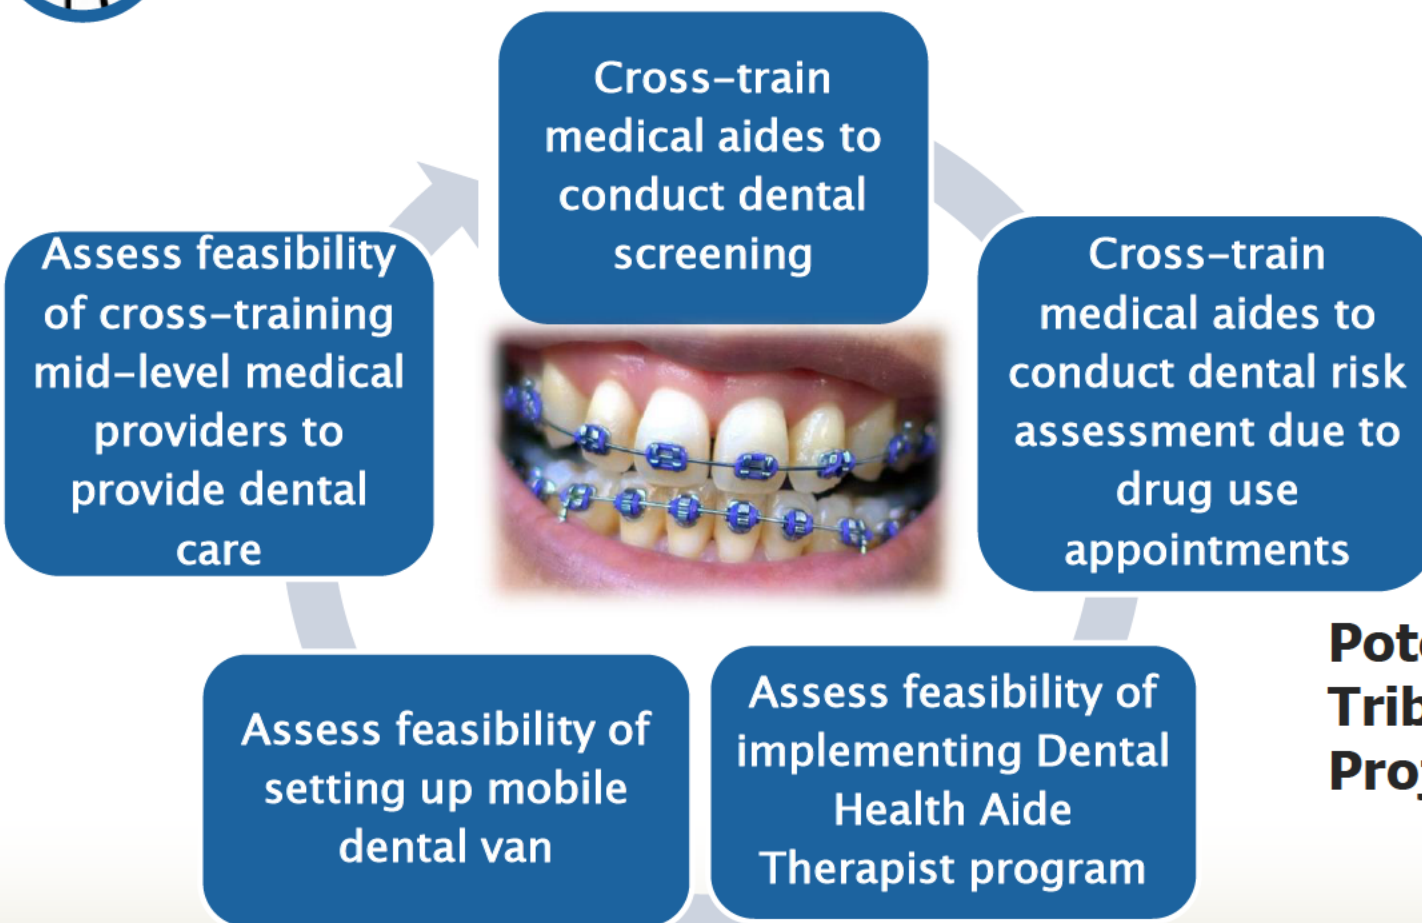 Cross-train
medical aides to
conduct dental
screening
Cross-train
medical aides to
conduct dental risk
assessment due to
drug use
appointments
Assess feasibility of
implementing Dental
Health Aide
Therapist program
Assess feasibility of
setting up mobile
dental van
Assess feasibility
of cross-training
mid-level medical
providers to
provide dental
care